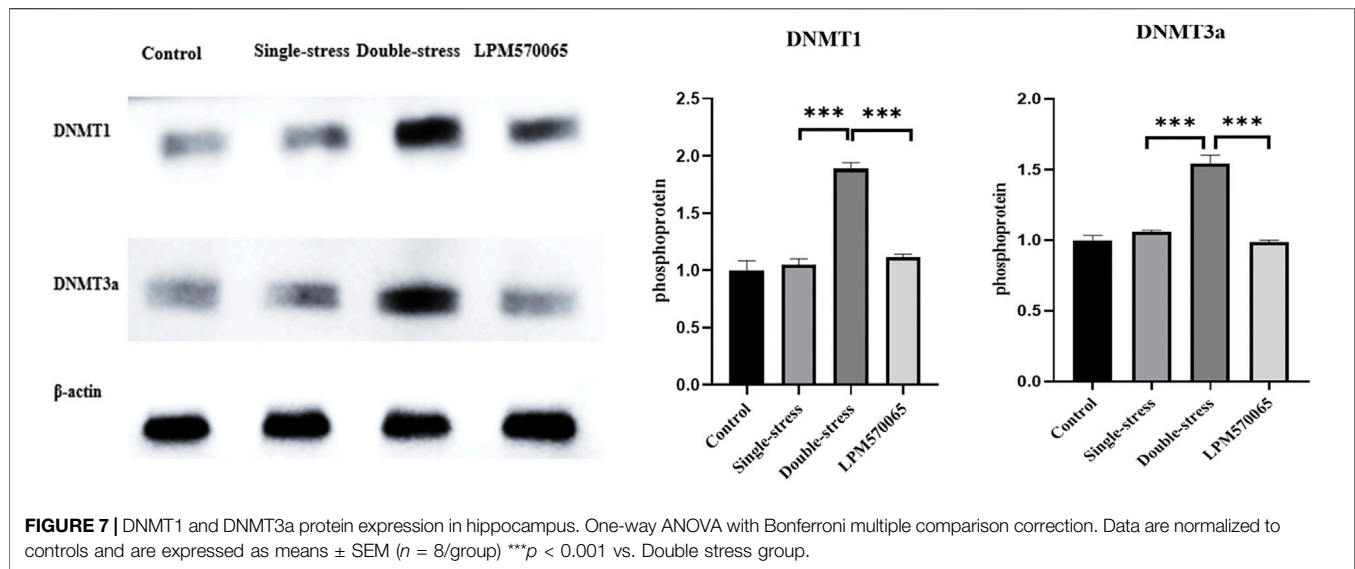 Control Single-stress Double-stress LPM570065
DNMT1
DNMT3a
β-actin
DNMT1
phosphoprotein
2.5
2.0
1.5
1.0
0.5
0.0
*** ***
Control
Single-stress
Double-stress
LPM570065
DNMT3a
phosphoprotein
2.0
1.5
1.0
0.5
0.0
*** ***
Control
Single-stress
Double-stress
LPM570065
FIGURE 7 | DNMT1 and DNMT3a protein expression in hippocampus. One-way ANOVA with Bonferroni multiple comparison correction. Data are normalized to
controls and are expressed as means ± SEM (n = 8/group) ***p < 0.001 vs. Double stress group.